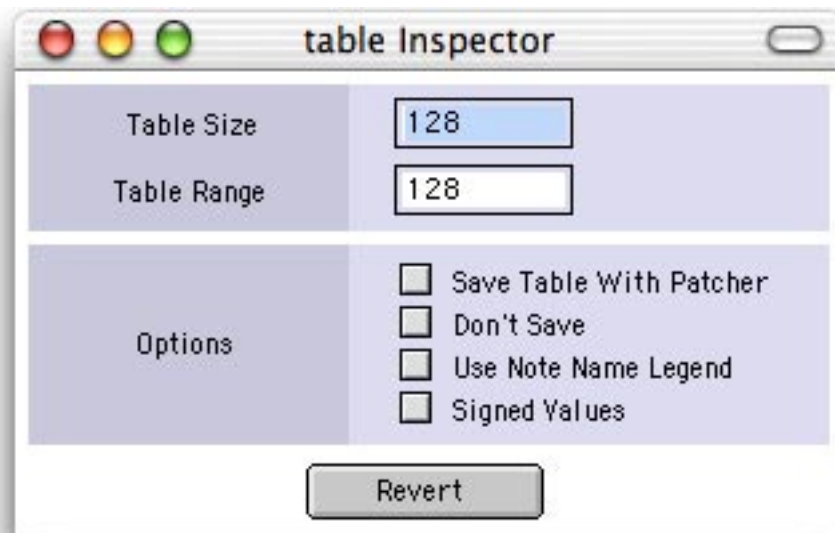 table Inspector
Table Size 128
Table Range 128
Options
Save Table With Patcher
Don't Save
Use Note Name Legend
Signed Values
Revert